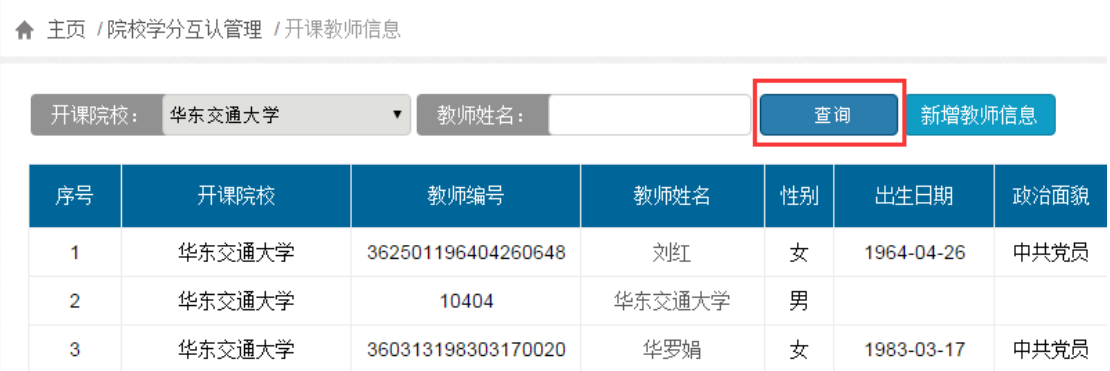 主页 /院校学分互认管理 /开课教师信息
开课院校： 华东交通大学 教师姓名： 查询 新增教师信息
序号 开课院校 教师编号 教师姓名 性别 出生日期 政治面貌
1 华东交通大学 362501196404260648 刘红 女 1964-04-26 中共党员
2 华东交通大学 10404 华东交通大学 男
3 华东交通大学 360313198303170020 华罗娟 女 1983-03-17 中共党员